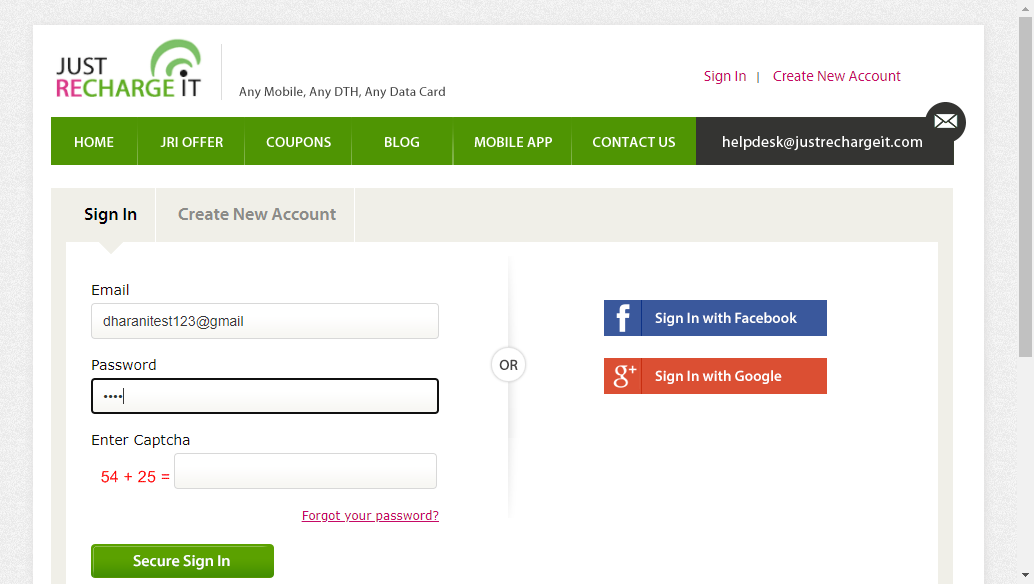 JUST
RECHARGE iT
Any Mobile, Any DTH, Any Data Card
Sign In | Create New Account
HOME JRI OFFER COUPONS BLOG MOBILE APP CONTACT US helpdesk@justrechargeit.com
Sign In Create New Account
Email
dharanitest123@gmail
Password
••••
Enter Captcha
54 + 25 =
Forgot your password?
Secure Sign In
OR
f Sign In with Facebook
g+ Sign In with Google